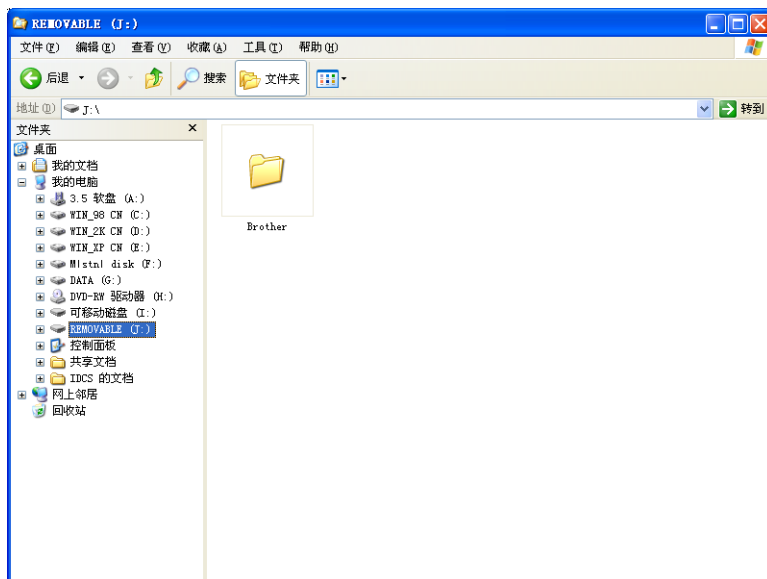 REMOVABLE (J:)
文件(F) 编辑(E) 查看(V) 收藏(A) 工具(T) 帮助(H)
后退 搜索 文件夹
地址(D) J:\ 转到
文件夹 ×
桌面
我的文档
我的电脑
3.5 软盘 (A:)
WIN_98 CN (C:)
WIN_2K CN (D:)
WIN_XP CN (E:)
M|stn| disk (F:)
DATA (G:)
DVD-RW 驱动器 (H:)
可移动磁盘 (I:)
REMOVABLE (J:)
控制面板
共享文档
IDCS 的文档
网上邻居
回收站
Brother